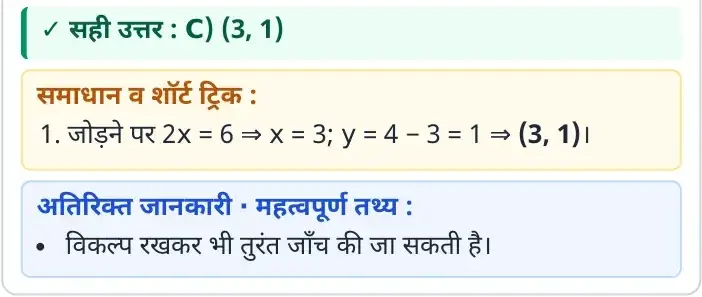 ✓ सही उत्तर : C) (3, 1)
समाधान व शॉर्ट ट्रिक :
1. जोड़ने पर 2x = 6 ⇒ x = 3; y = 4 − 3 = 1 ⇒ (3, 1)।
अतिरिक्त जानकारी · महत्वपूर्ण तथ्य :
• विकल्प रखकर भी तुरंत जाँच की जा सकती है।